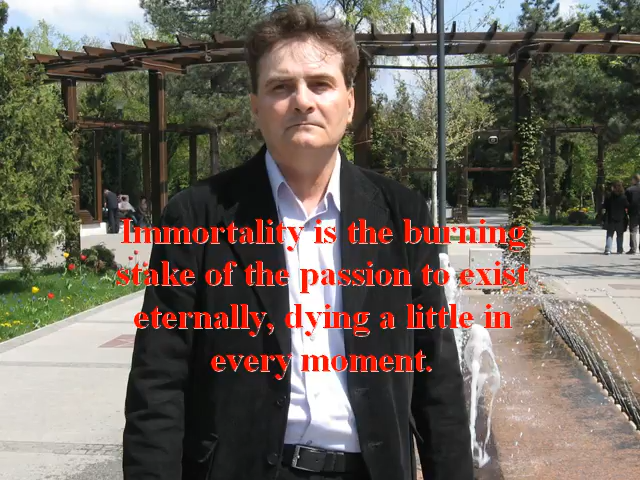 Immortality is the burning
stake of the passion to exist
eternally, dying a little in
every moment.